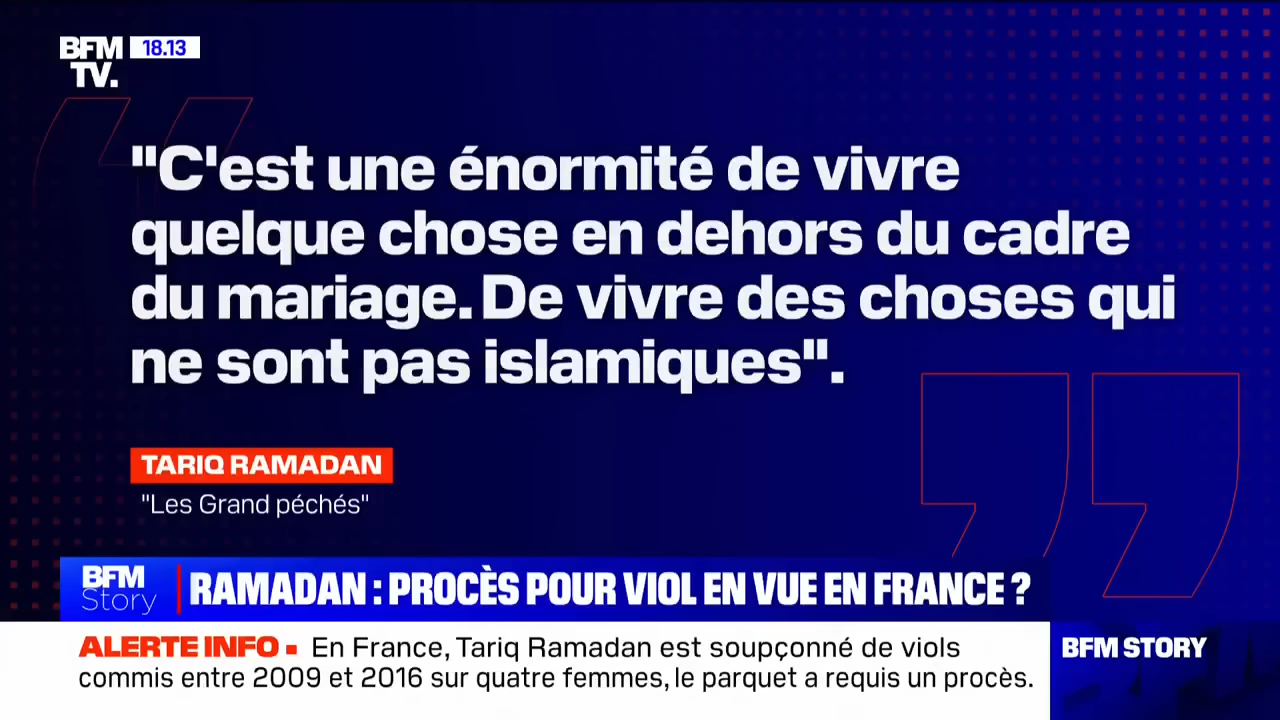 BFM 18.13
TV.
"C'est une énormité de vivre
quelque chose en dehors du cadre
du mariage. De vivre des choses qui
ne sont pas islamiques".
TARIQ RAMADAN
"Les Grand péchés"
BFM
Story
RAMADAN : PROCÈS POUR VIOL EN VUE EN FRANCE ?
ALERTE INFO ▪ En France, Tariq Ramadan est soupçonné de viols
commis entre 2009 et 2016 sur quatre femmes, le parquet a requis un procès.
BFM STORY